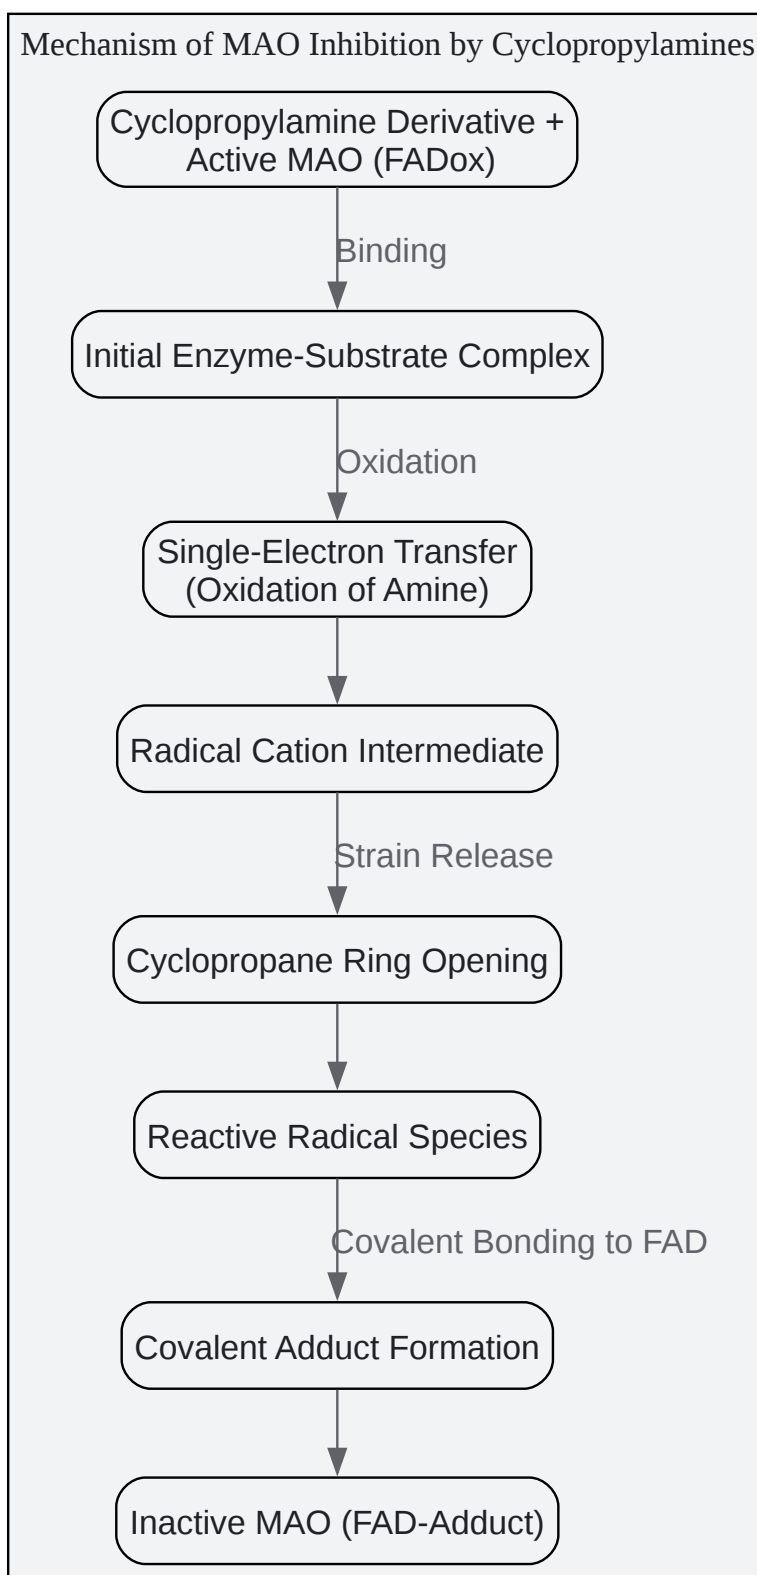 Mechanism of MAO Inhibition by Cyclopropylamines
Cyclopropylamine Derivative +
Active MAO (FADox)
Binding
Initial Enzyme-Substrate Complex
Oxidation
Single-Electron Transfer
(Oxidation of Amine)
Radical Cation Intermediate
Strain Release
Cyclopropane Ring Opening
Reactive Radical Species
Covalent Bonding to FAD
Covalent Adduct Formation
Inactive MAO (FAD-Adduct)